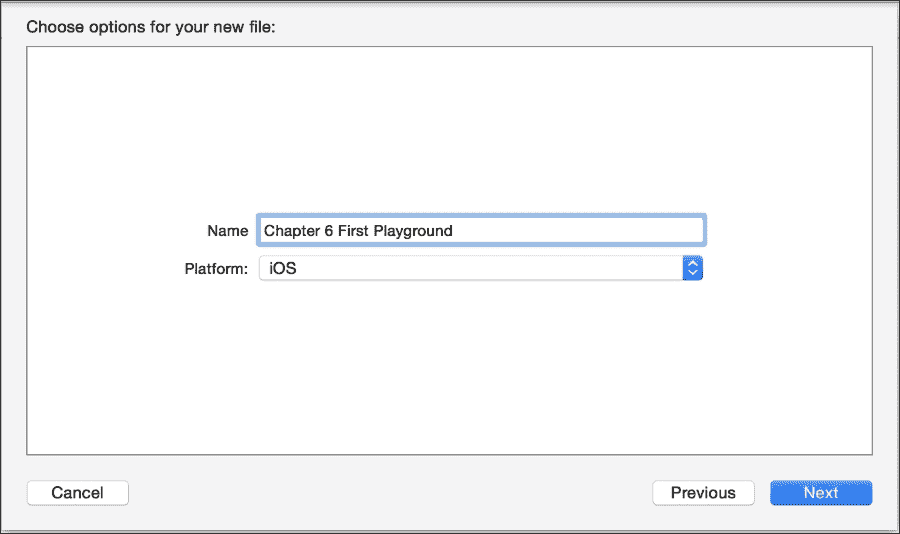 Choose options for your new file:
Name Chapter 6 First Playground
Platform: iOS
Cancel Previous Next